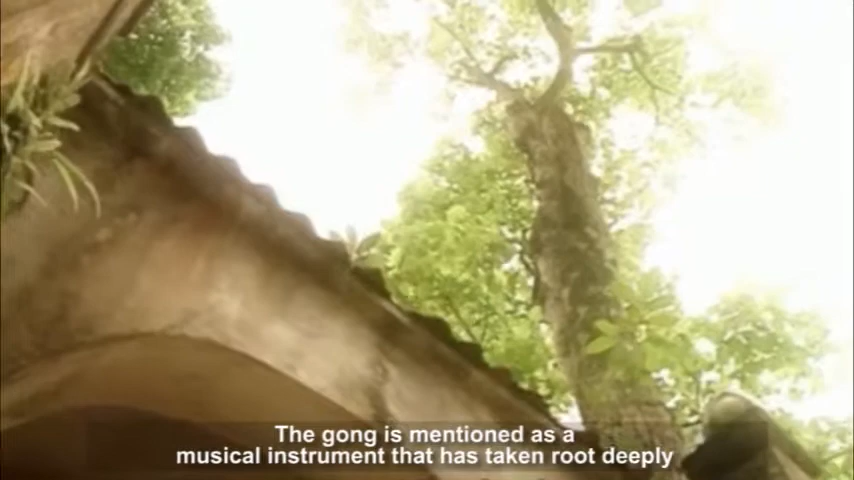 The gong is mentioned as a
musical instrument that has taken root deeply